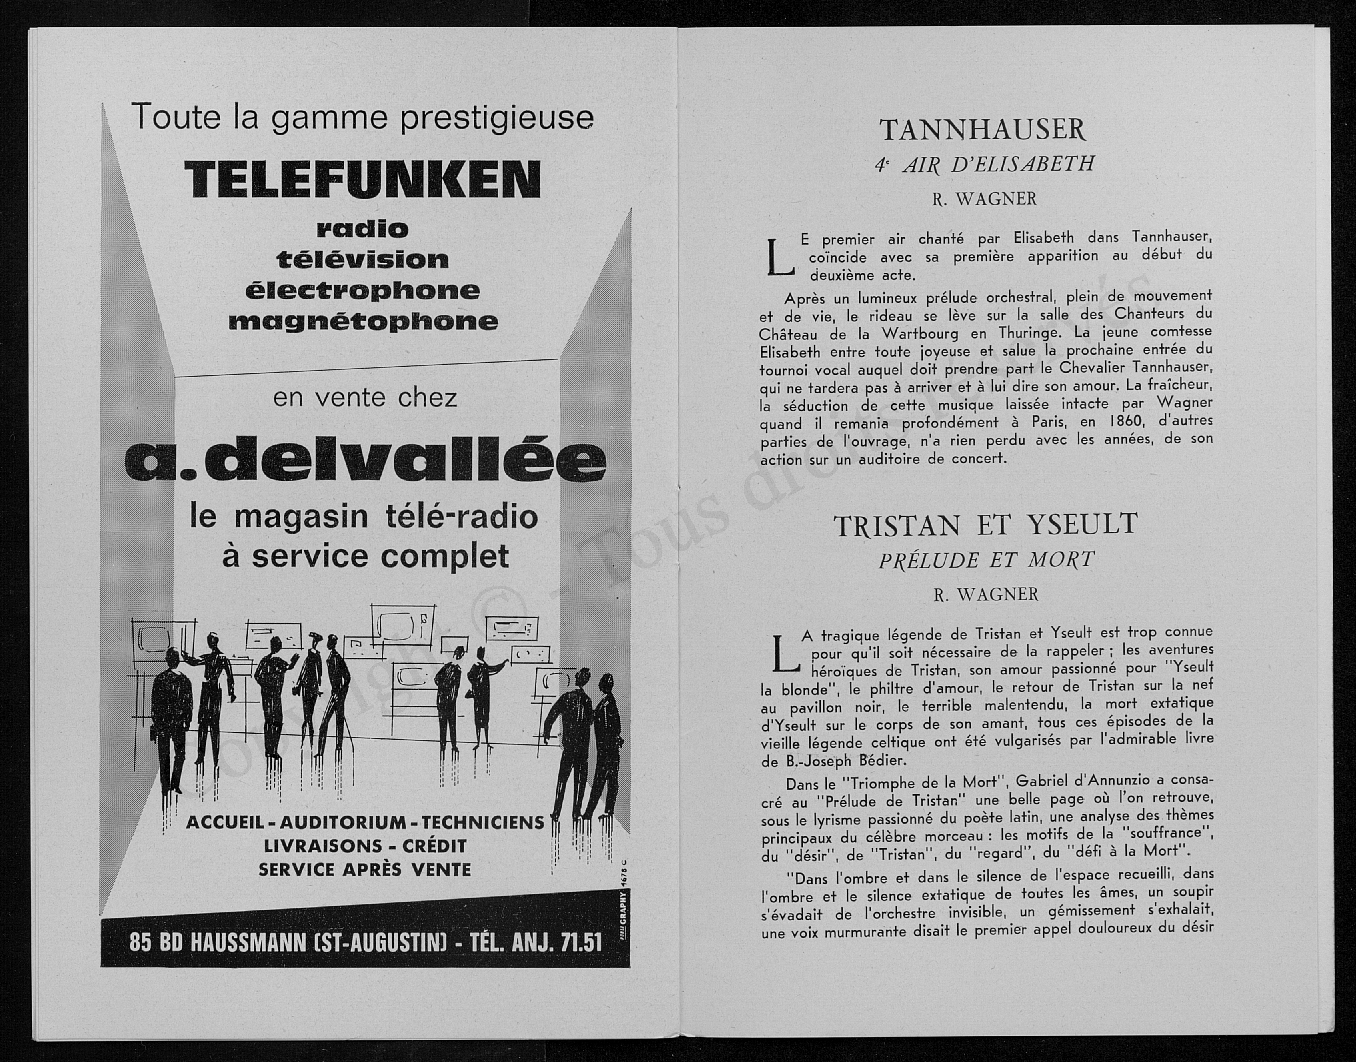 Toute la gamme prestigieuse
TELEFUNKEN
radio
télévision
électrophone
magnétophone
en vente chez
a.delvallée
le magasin télé-radio
à service complet
ACCUEIL - AUDITORIUM - TECHNICIENS
LIVRAISONS - CRÉDIT
SERVICE APRÈS VENTE
85 BD HAUSSMANN (ST-AUGUSTIN) - TÉL. ANJ. 71.51
GRAPHY 4678 C
TANNHAUSER
4e AIR D'ELISABETH
R. WAGNER
LE premier air chanté par Elisabeth dans Tannhauser,
coïncide avec sa première apparition au début du
deuxième acte.
Après un lumineux prélude orchestral, plein de mouvement
et de vie, le rideau se lève sur la salle des Chanteurs du
Château de la Wartbourg en Thuringe. La jeune comtesse
Elisabeth entre toute joyeuse et salue la prochaine entrée du
tournoi vocal auquel doit prendre part le Chevalier Tannhauser,
qui ne tardera pas à arriver et à lui dire son amour. La fraîcheur,
la séduction de cette musique laissée intacte par Wagner
quand il remania profondément à Paris, en 1860, d'autres
parties de l'ouvrage, n'a rien perdu avec les années, de son
action sur un auditoire de concert.
TRISTAN ET YSEULT
PRÉLUDE ET MORT
R. WAGNER
LA tragique légende de Tristan et Yseult est trop connue
pour qu'il soit nécessaire de la rappeler ; les aventures
héroïques de Tristan, son amour passionné pour "Yseult
la blonde", le philtre d'amour, le retour de Tristan sur la nef
au pavillon noir, le terrible malentendu, la mort extatique
d'Yseult sur le corps de son amant, tous ces épisodes de la
vieille légende celtique ont été vulgarisés par l'admirable livre
de B.-Joseph Bédier.
Dans le "Triomphe de la Mort", Gabriel d'Annunzio a consa-
cré au "Prélude de Tristan" une belle page où l'on retrouve,
sous le lyrisme passionné du poète latin, une analyse des thèmes
principaux du célèbre morceau : les motifs de la "souffrance",
du "désir", de "Tristan", du "regard", du "défi à la Mort".
"Dans l'ombre et dans le silence de l'espace recueilli, dans
l'ombre et le silence extatique de toutes les âmes, un soupir
s'évadait de l'orchestre invisible, un gémissement s'exhalait,
une voix murmurante disait le premier appel douloureux du désir
Copyright © - Tous droits réservés